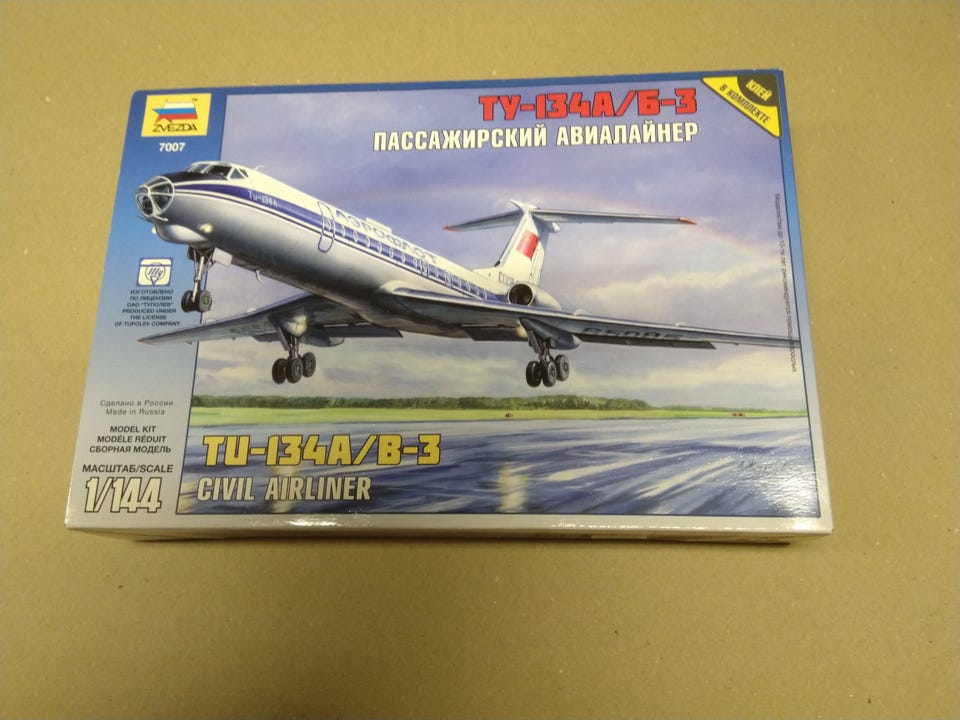 ZVEZDA
7007
ТУ-134А/Б-3
ПАССАЖИРСКИЙ АВИАЛАЙНЕР
КЛЕЙ
В КОМПЛЕКТЕ
ТУ-134А
АЭРОФЛОТ
ИЗГОТОВЛЕНО
ПО ЛИЦЕНЗИИ
ОАО "ТУПОЛЕВ"
PRODUCED UNDER
THE LICENSE
OF TUPOLEV COMPANY
Сделано в России
Made in Russia
MODEL KIT
MODÈLE RÉDUIT
СБОРНАЯ МОДЕЛЬ
МАСШТАБ/SCALE
1/144
TU-134A/B-3
CIVIL AIRLINER